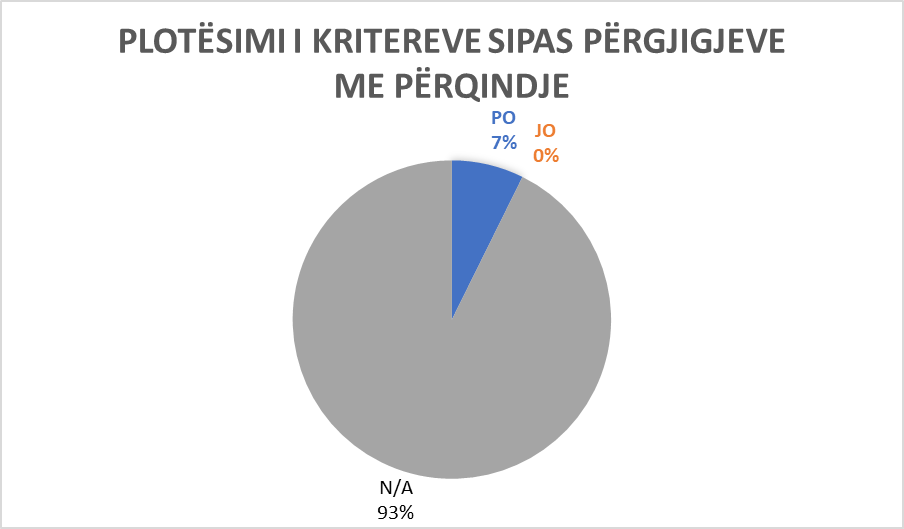 PLOTËSIMI I KRITEREVE SIPAS PËRGJIGJEVE
ME PËRQINDJE
PO
7%
JO
0%
N/A
93%